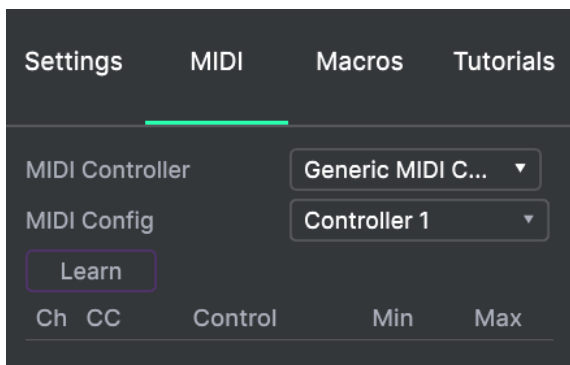 Settings MIDI Macros Tutorials
MIDI Controller Generic MIDI C...
MIDI Config Controller 1
Learn
Ch CC Control Min Max